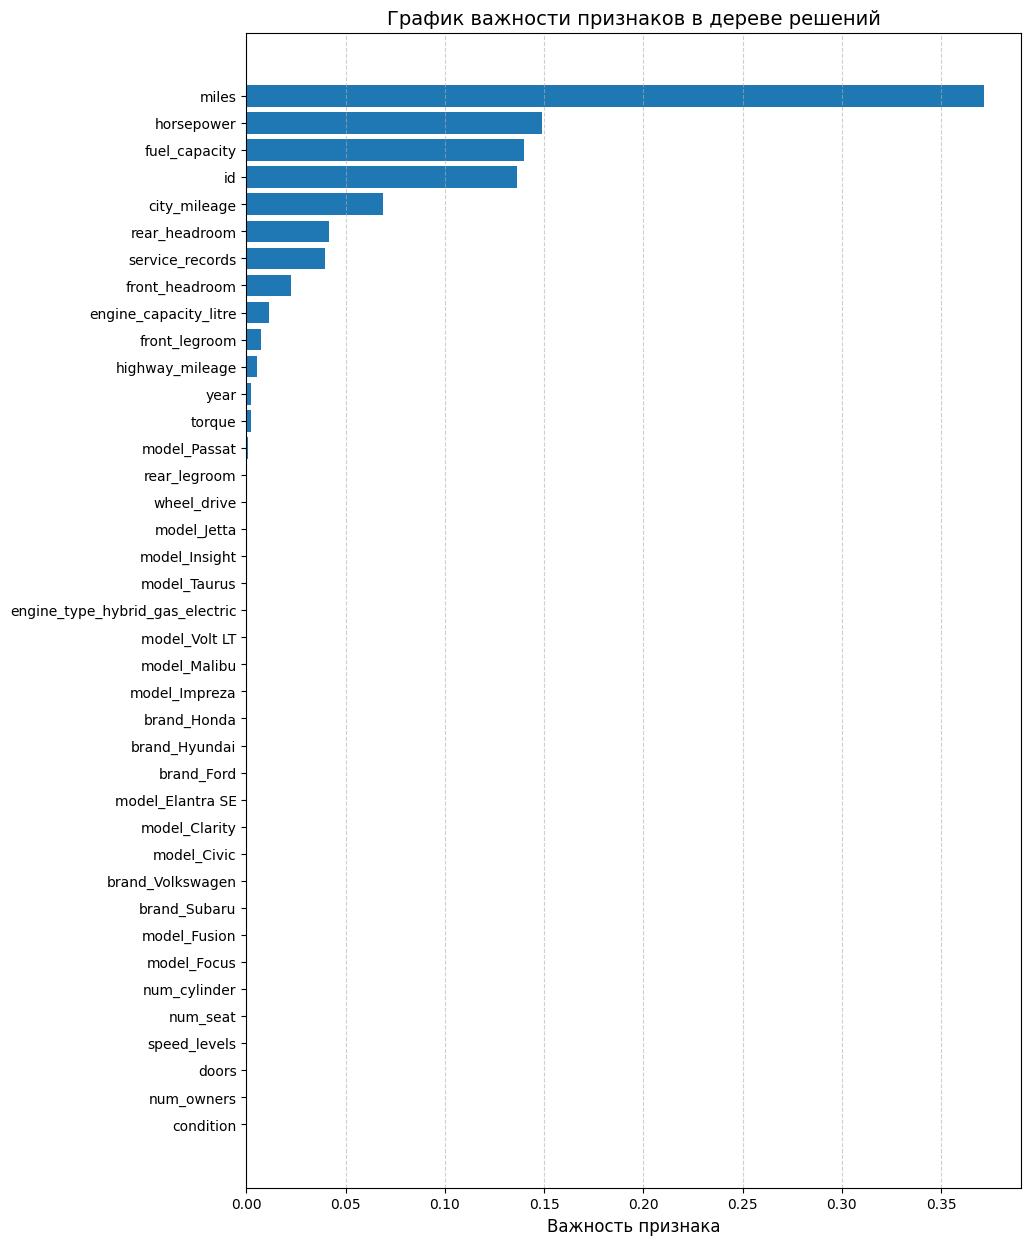 График важности признаков в дереве решений
miles
horsepower
fuel_capacity
id
city_mileage
rear_headroom
service_records
front_headroom
engine_capacity_litre
front_legroom
highway_mileage
year
torque
model_Passat
rear_legroom
wheel_drive
model_Jetta
model_Insight
model_Taurus
engine_type_hybrid_gas_electric
model_Volt LT
model_Malibu
model_Impreza
brand_Honda
brand_Hyundai
brand_Ford
model_Elantra SE
model_Clarity
model_Civic
brand_Volkswagen
brand_Subaru
model_Fusion
model_Focus
num_cylinder
num_seat
speed_levels
doors
num_owners
condition
0.00 0.05 0.10 0.15 0.20 0.25 0.30 0.35
Важность признака